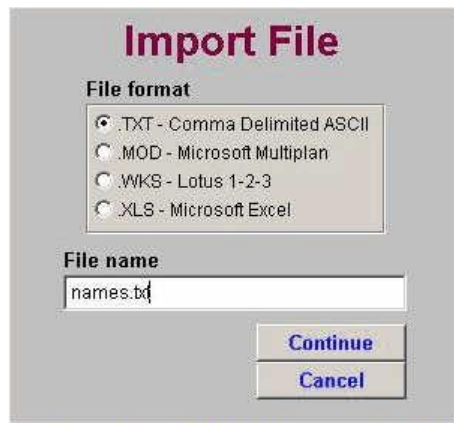 Import File
File format
.TXT - Comma Delimited ASCII
.MOD - Microsoft Multiplan
.WKS - Lotus 1-2-3
.XLS - Microsoft Excel
File name
names.txt
Continue
Cancel